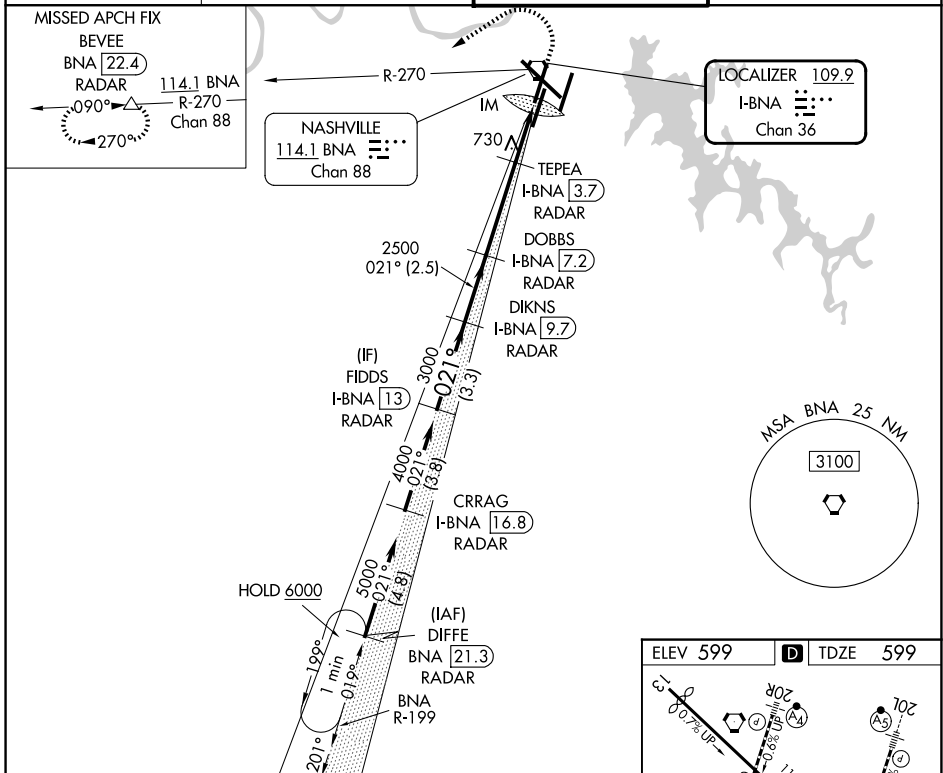 MISSED APCH FIX
BEVEE
BNA 22.4
RADAR
090°
270°
114.1 BNA
R-270
Chan 88
R-270
NASHVILLE
114.1 BNA
Chan 88
IM
LOCALIZER 109.9
I-BNA
Chan 36
730
TEPEA
I-BNA 3.7
RADAR
2500
021° (2.5)
DOBBS
I-BNA 7.2
RADAR
DIKNS
I-BNA 9.7
RADAR
3000
021°
(3.3)
(IF)
FIDDS
I-BNA 13
RADAR
4000
021°
(3.8)
CRRAG
I-BNA 16.8
RADAR
MSA BNA 25 NM
3100
HOLD 6000
5000
021°
(4.8)
(IAF)
DIFFE
BNA 21.3
RADAR
199°
1 min
019°
BNA
R-199
201°
ELEV 599 D TDZE 599
13
0.7% UP
P
20R
A4
0.6% UP
A5
20L
P